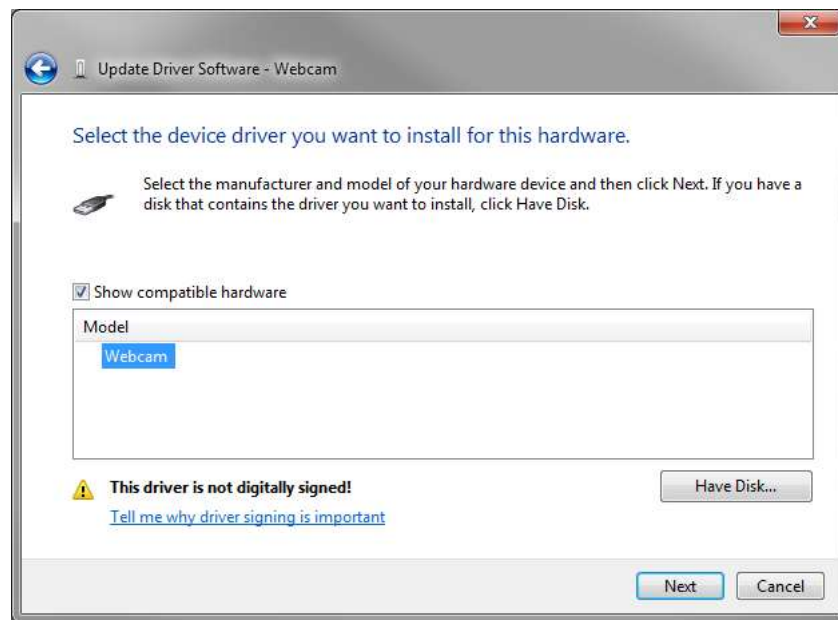 Update Driver Software - Webcam
Select the device driver you want to install for this hardware.
Select the manufacturer and model of your hardware device and then click Next. If you have a
disk that contains the driver you want to install, click Have Disk.
Show compatible hardware
Model
Webcam
This driver is not digitally signed!
Have Disk...
Tell me why driver signing is important
Next
Cancel